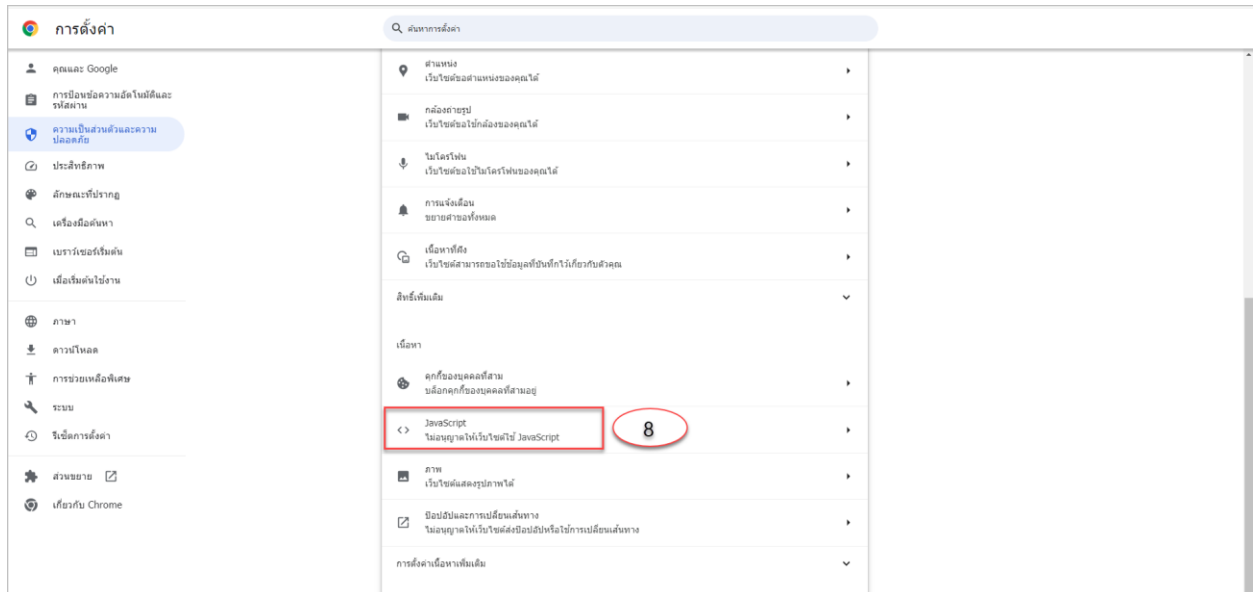 การตั้งค่า
ค้นหาการตั้งค่า
คุณและ Google
การป้อนข้อความอัตโนมัติและ
รหัสผ่าน
ความเป็นส่วนตัวและความ
ปลอดภัย
ประสิทธิภาพ
ลักษณะที่ปรากฏ
เครื่องมือค้นหา
เบราว์เซอร์เริ่มต้น
เมื่อเริ่มต้นใช้งาน
ภาษา
ดาวน์โหลด
การช่วยเหลือพิเศษ
ระบบ
รีเซ็ตการตั้งค่า
ส่วนขยาย
เกี่ยวกับ Chrome
ตำแหน่ง
เว็บไซต์ขอตำแหน่งของคุณได้
กล้องถ่ายรูป
เว็บไซต์ขอใช้กล้องของคุณได้
ไมโครโฟน
เว็บไซต์ขอใช้ไมโครโฟนของคุณได้
การแจ้งเตือน
ขยายคำขอทั้งหมด
เนื้อหาที่ฝัง
เว็บไซต์สามารถขอใช้ข้อมูลที่บันทึกไว้เกี่ยวกับตัวคุณ
สิทธิ์เพิ่มเติม
เนื้อหา
คุกกี้ของบุคคลที่สาม
บล็อกคุกกี้ของบุคคลที่สามอยู่
JavaScript
ไม่อนุญาตให้เว็บไซต์ใช้ JavaScript
8
ภาพ
เว็บไซต์แสดงรูปภาพได้
ป๊อปอัปและการเปลี่ยนเส้นทาง
ไม่อนุญาตให้เว็บไซต์ส่งป๊อปอัปหรือใช้การเปลี่ยนเส้นทาง
การตั้งค่าเนื้อหาเพิ่มเติม